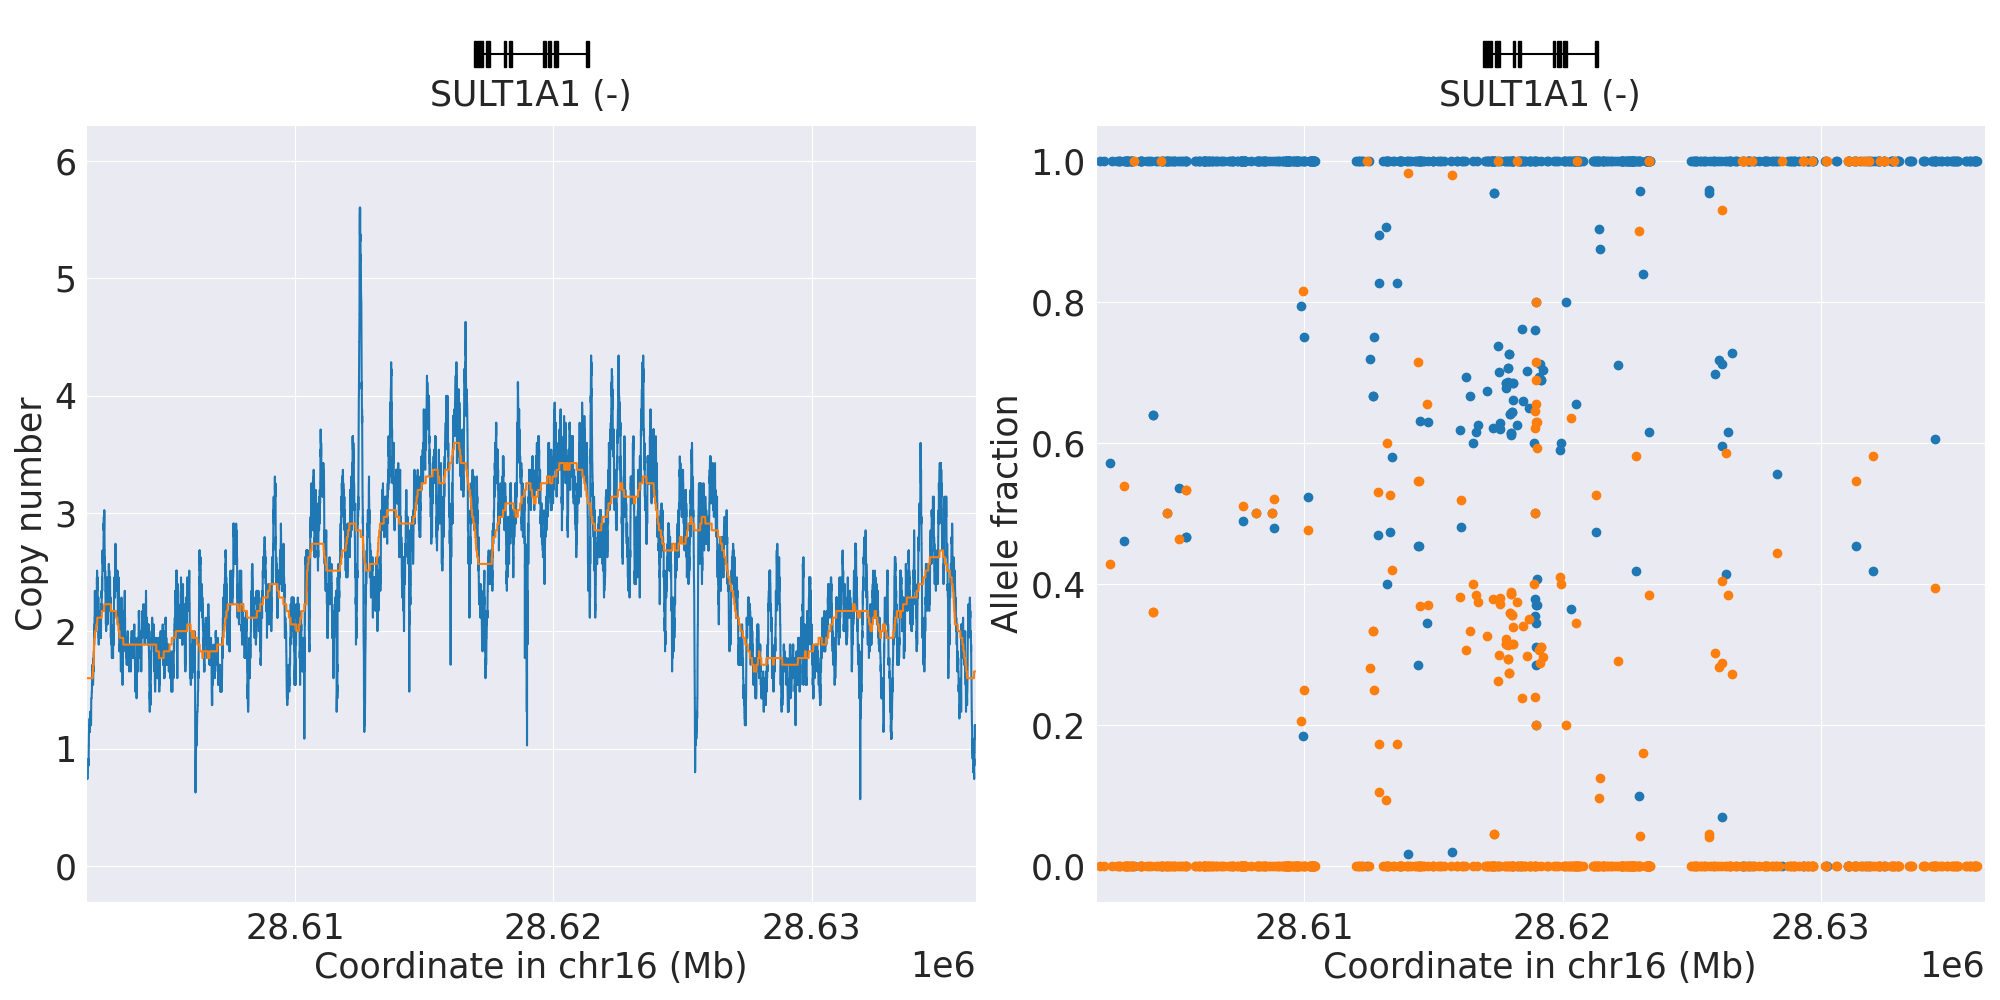 SULT1A1 (-)
Copy number
6
5
4
3
2
1
0
28.61
28.62
28.63
Coordinate in chr16 (Mb)
1e6
SULT1A1 (-)
Allele fraction
1.0
0.8
0.6
0.4
0.2
0.0
28.61
28.62
28.63
Coordinate in chr16 (Mb)
1e6